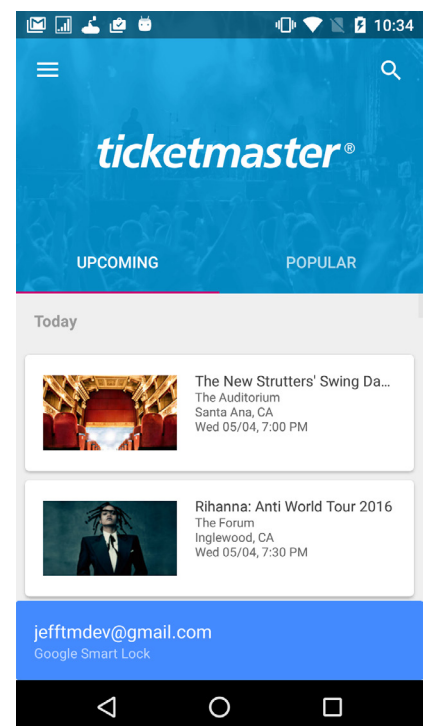 10:34
ticketmaster®
UPCOMING
POPULAR
Today
The New Strutters' Swing Da...
The Auditorium
Santa Ana, CA
Wed 05/04, 7:00 PM
Rihanna: Anti World Tour 2016
The Forum
Inglewood, CA
Wed 05/04, 7:30 PM
jefftmdev@gmail.com
Google Smart Lock